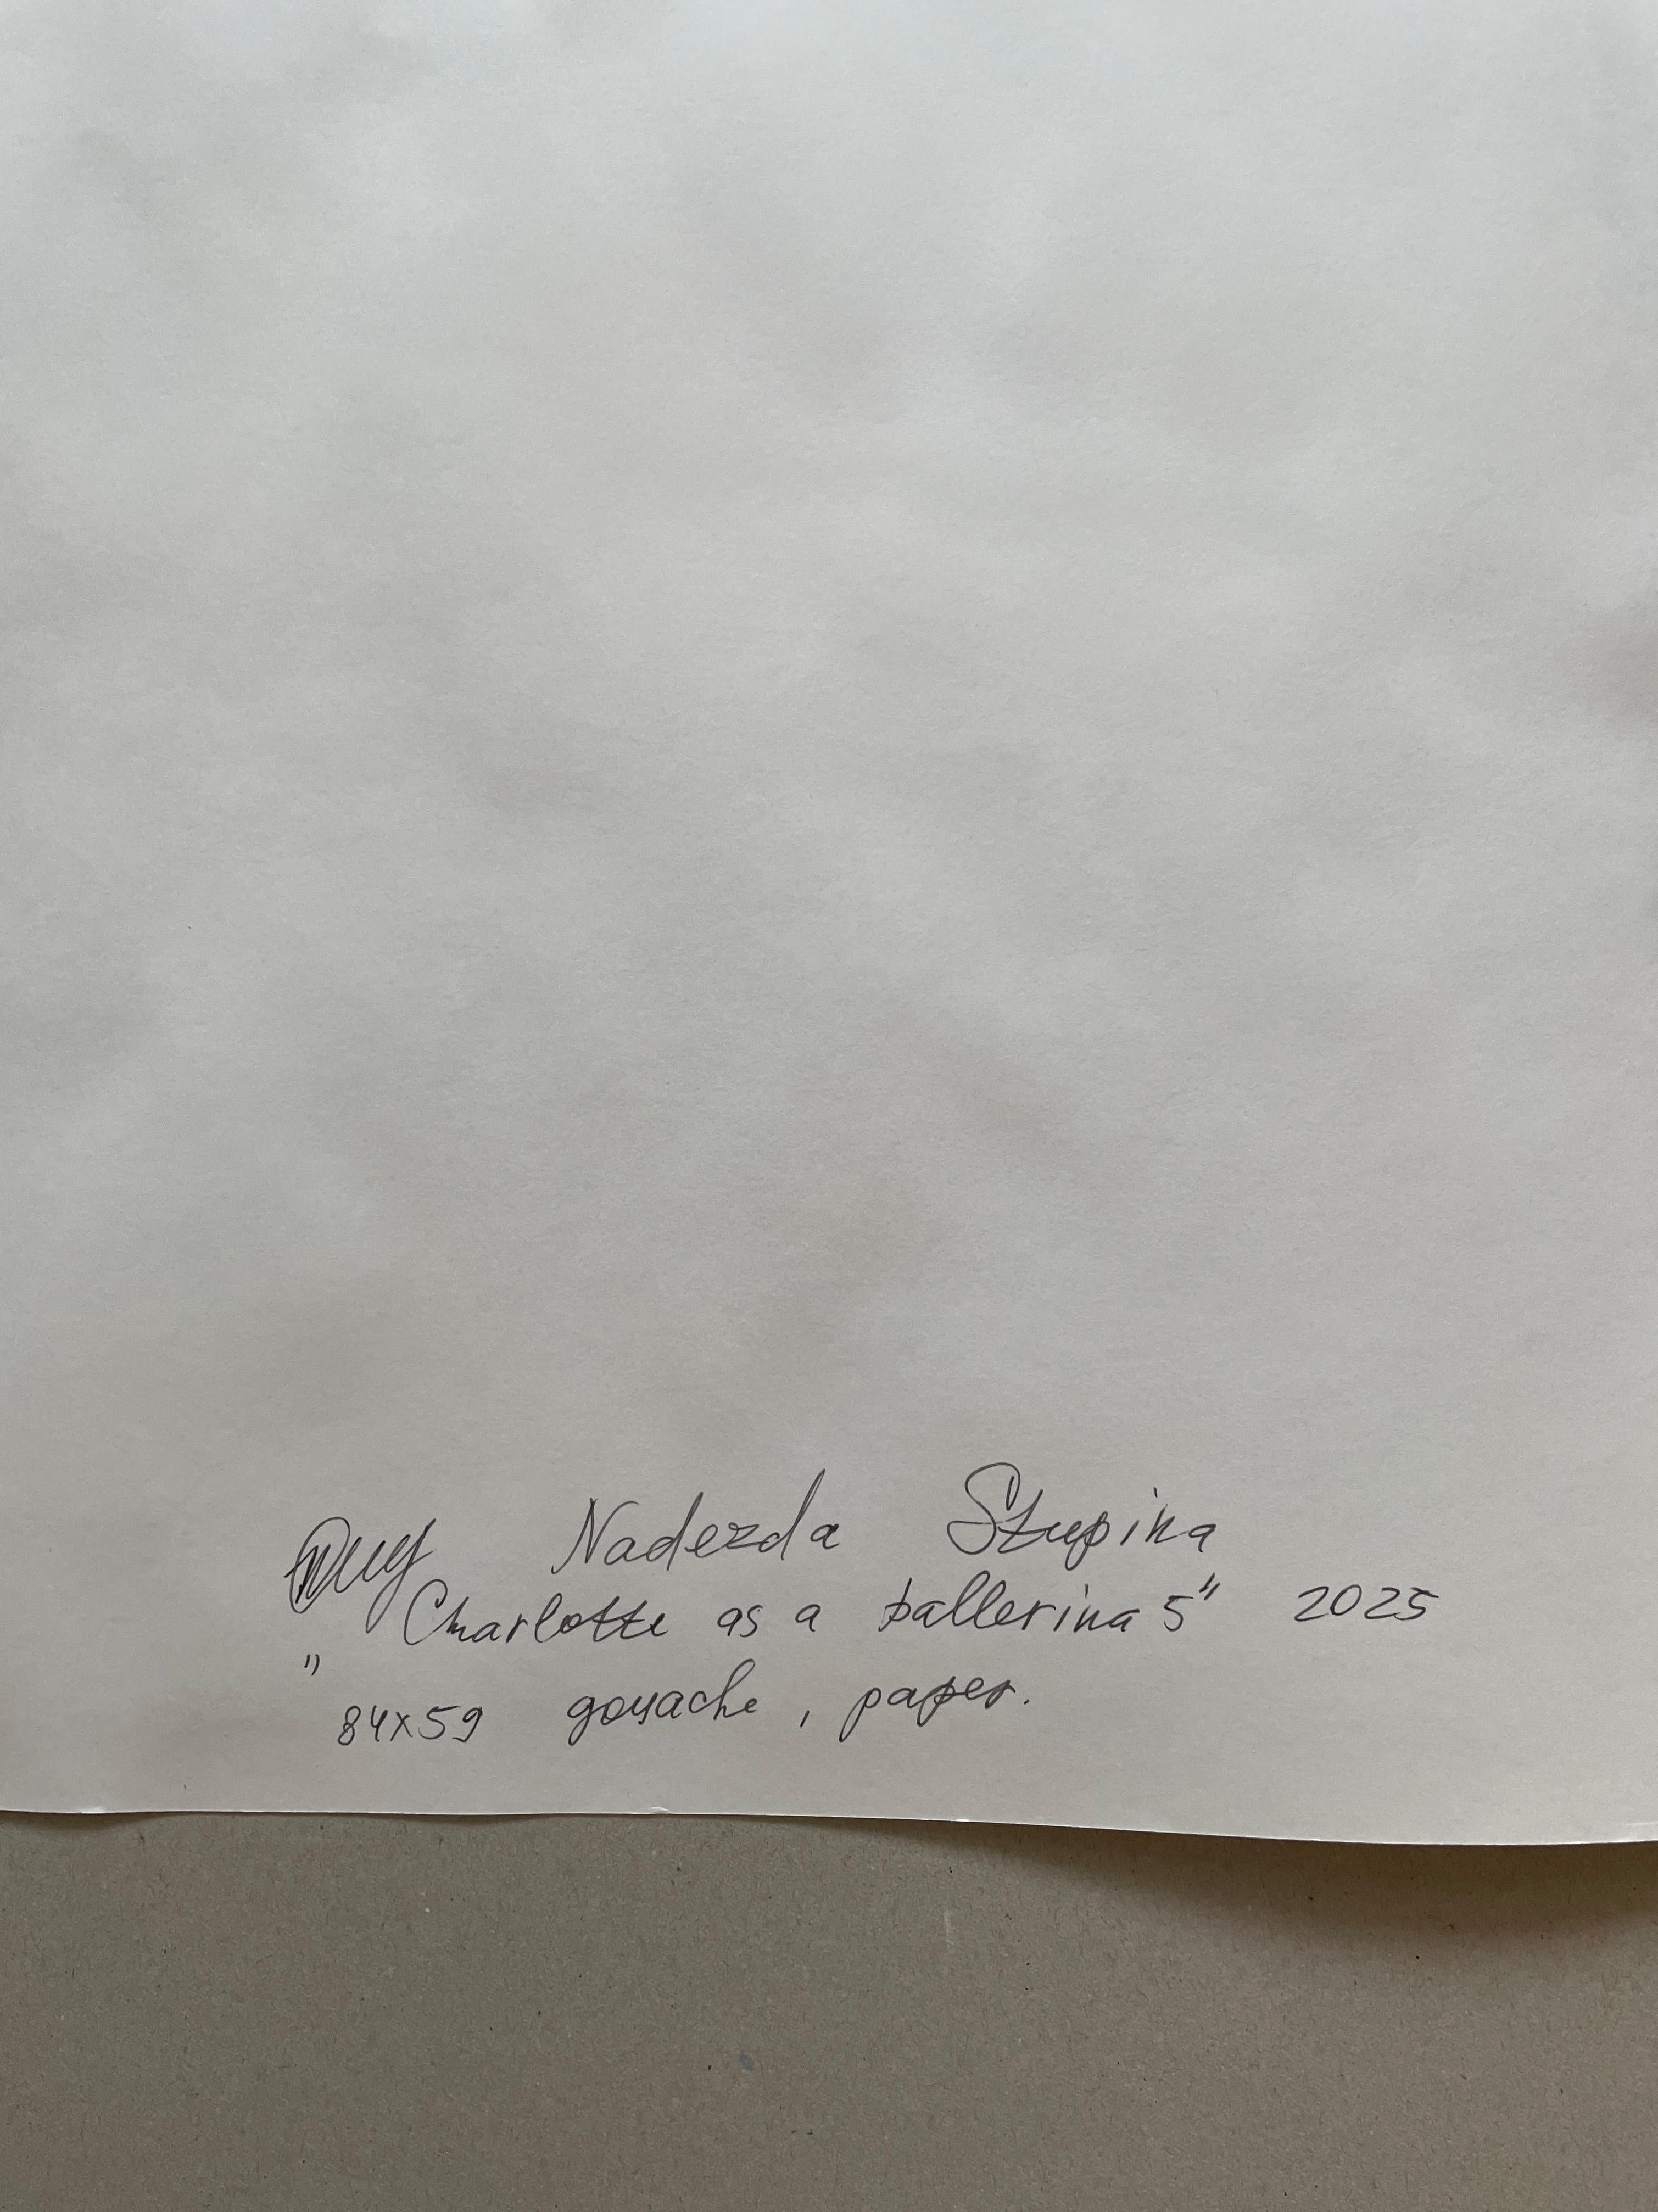 Nadezda Stupina
"Charlotte as a ballerina 5" 2025
84x59 gouache, paper.